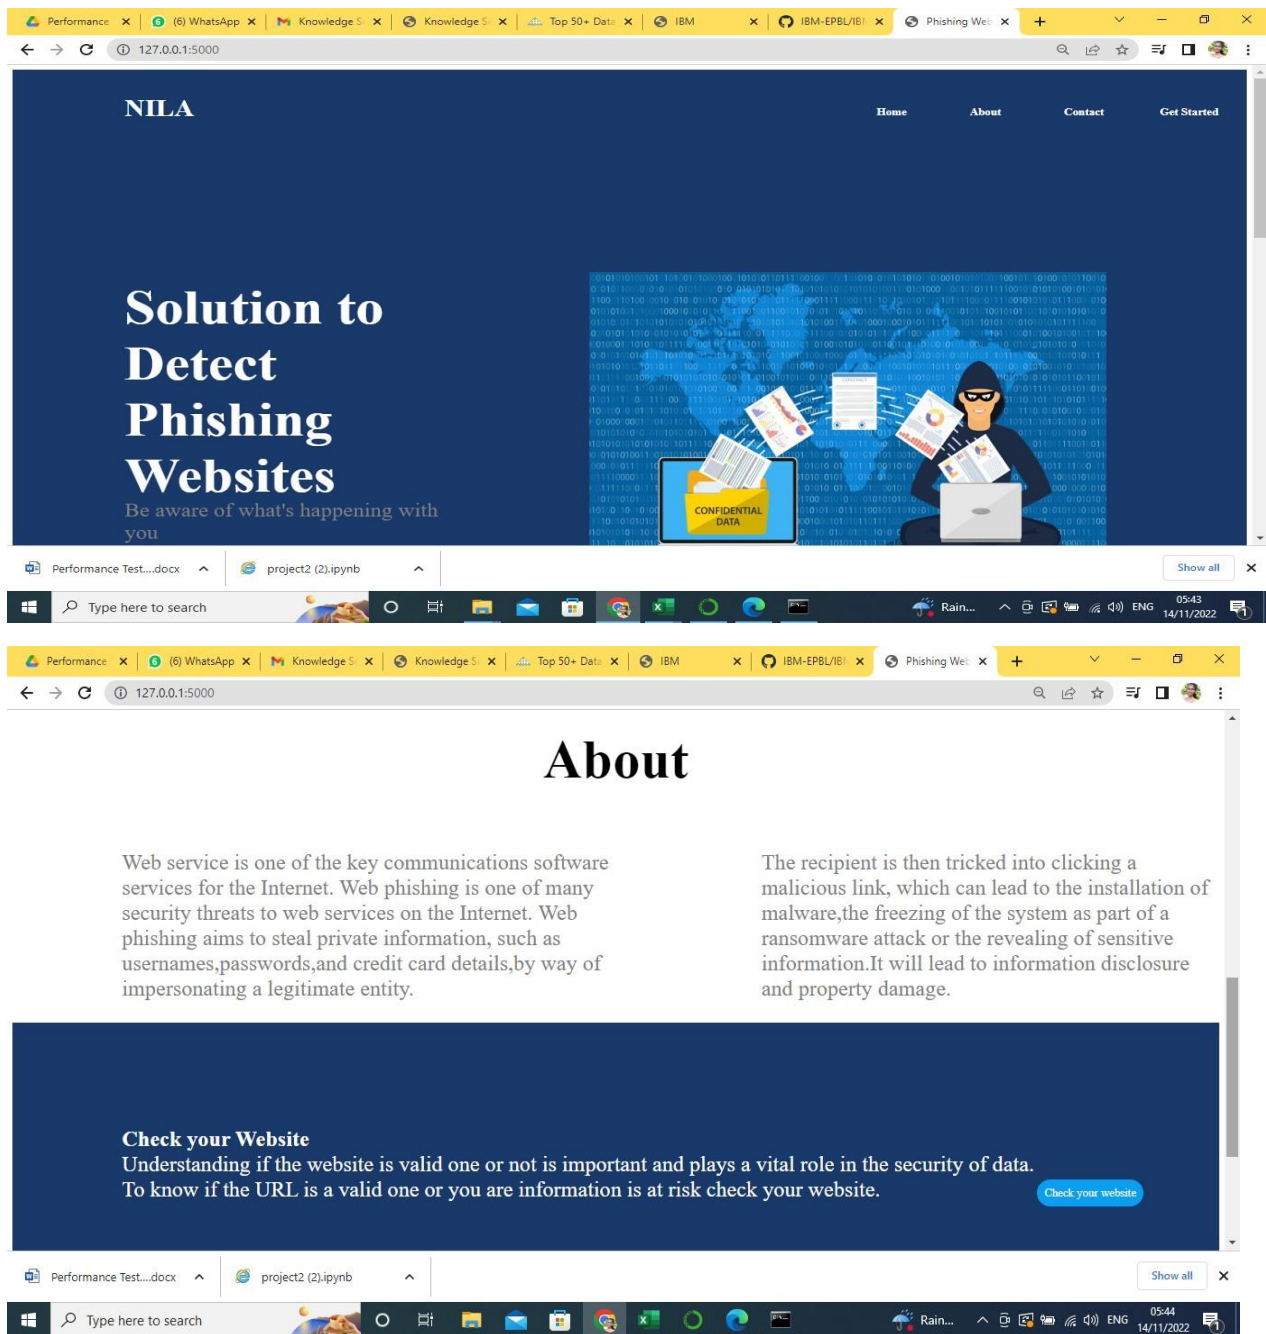 Performance
(6) WhatsApp
Knowledge S
Knowledge S
Top 50+ Data
IBM
IBM-EPBL/IB
Phishing Web
127.0.0.1:5000
NILA
Home About Contact Get Started
Solution to
Detect
Phishing
Websites
Be aware of what's happening with
you
CONFIDENTIAL
DATA
Performance Test....docx
project2 (2).ipynb
Show all
Type here to search
Rain...
ENG
05:43
14/11/2022
Performance
(6) WhatsApp
Knowledge S
Knowledge S
Top 50+ Data
IBM
IBM-EPBL/IB
Phishing Web
127.0.0.1:5000
About
Web service is one of the key communications software
services for the Internet. Web phishing is one of many
security threats to web services on the Internet. Web
phishing aims to steal private information, such as
usernames,passwords,and credit card details,by way of
impersonating a legitimate entity.
The recipient is then tricked into clicking a
malicious link, which can lead to the installation of
malware,the freezing of the system as part of a
ransomware attack or the revealing of sensitive
information.It will lead to information disclosure
and property damage.
Check your Website
Understanding if the website is valid one or not is important and plays a vital role in the security of data.
To know if the URL is a valid one or you are information is at risk check your website.
Check your website
Performance Test....docx
project2 (2).ipynb
Show all
Type here to search
Rain...
ENG
05:44
14/11/2022